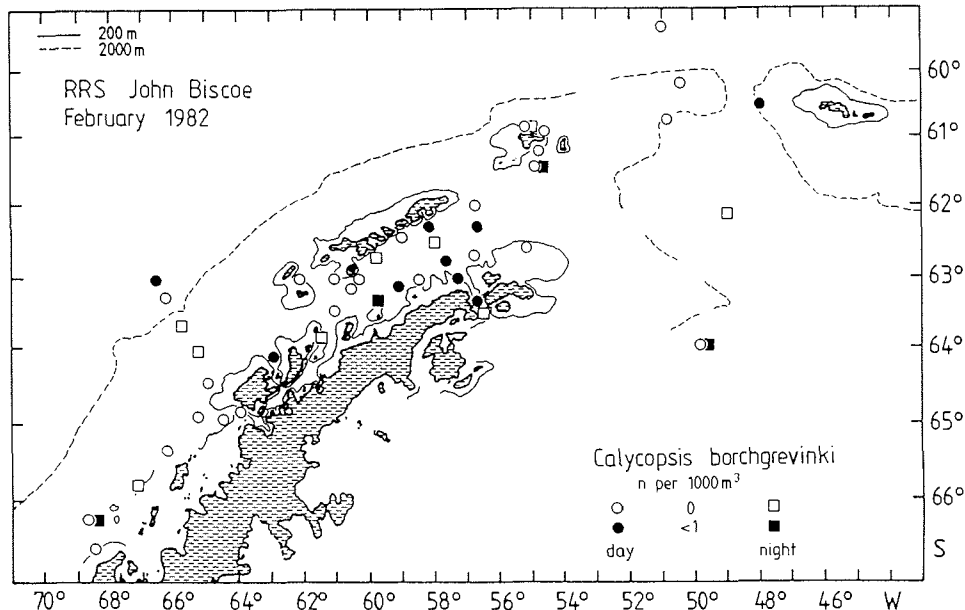 200 m
2000 m
RRS John Biscoe
February 1982
60°
61°
62°
63°
64°
65°
66°
S
Calycopsis borchgrevinki
n per 1000 m³
0
<1
day night
70° 68° 66° 64° 62° 60° 58° 56° 54° 52° 50° 48° 46° W